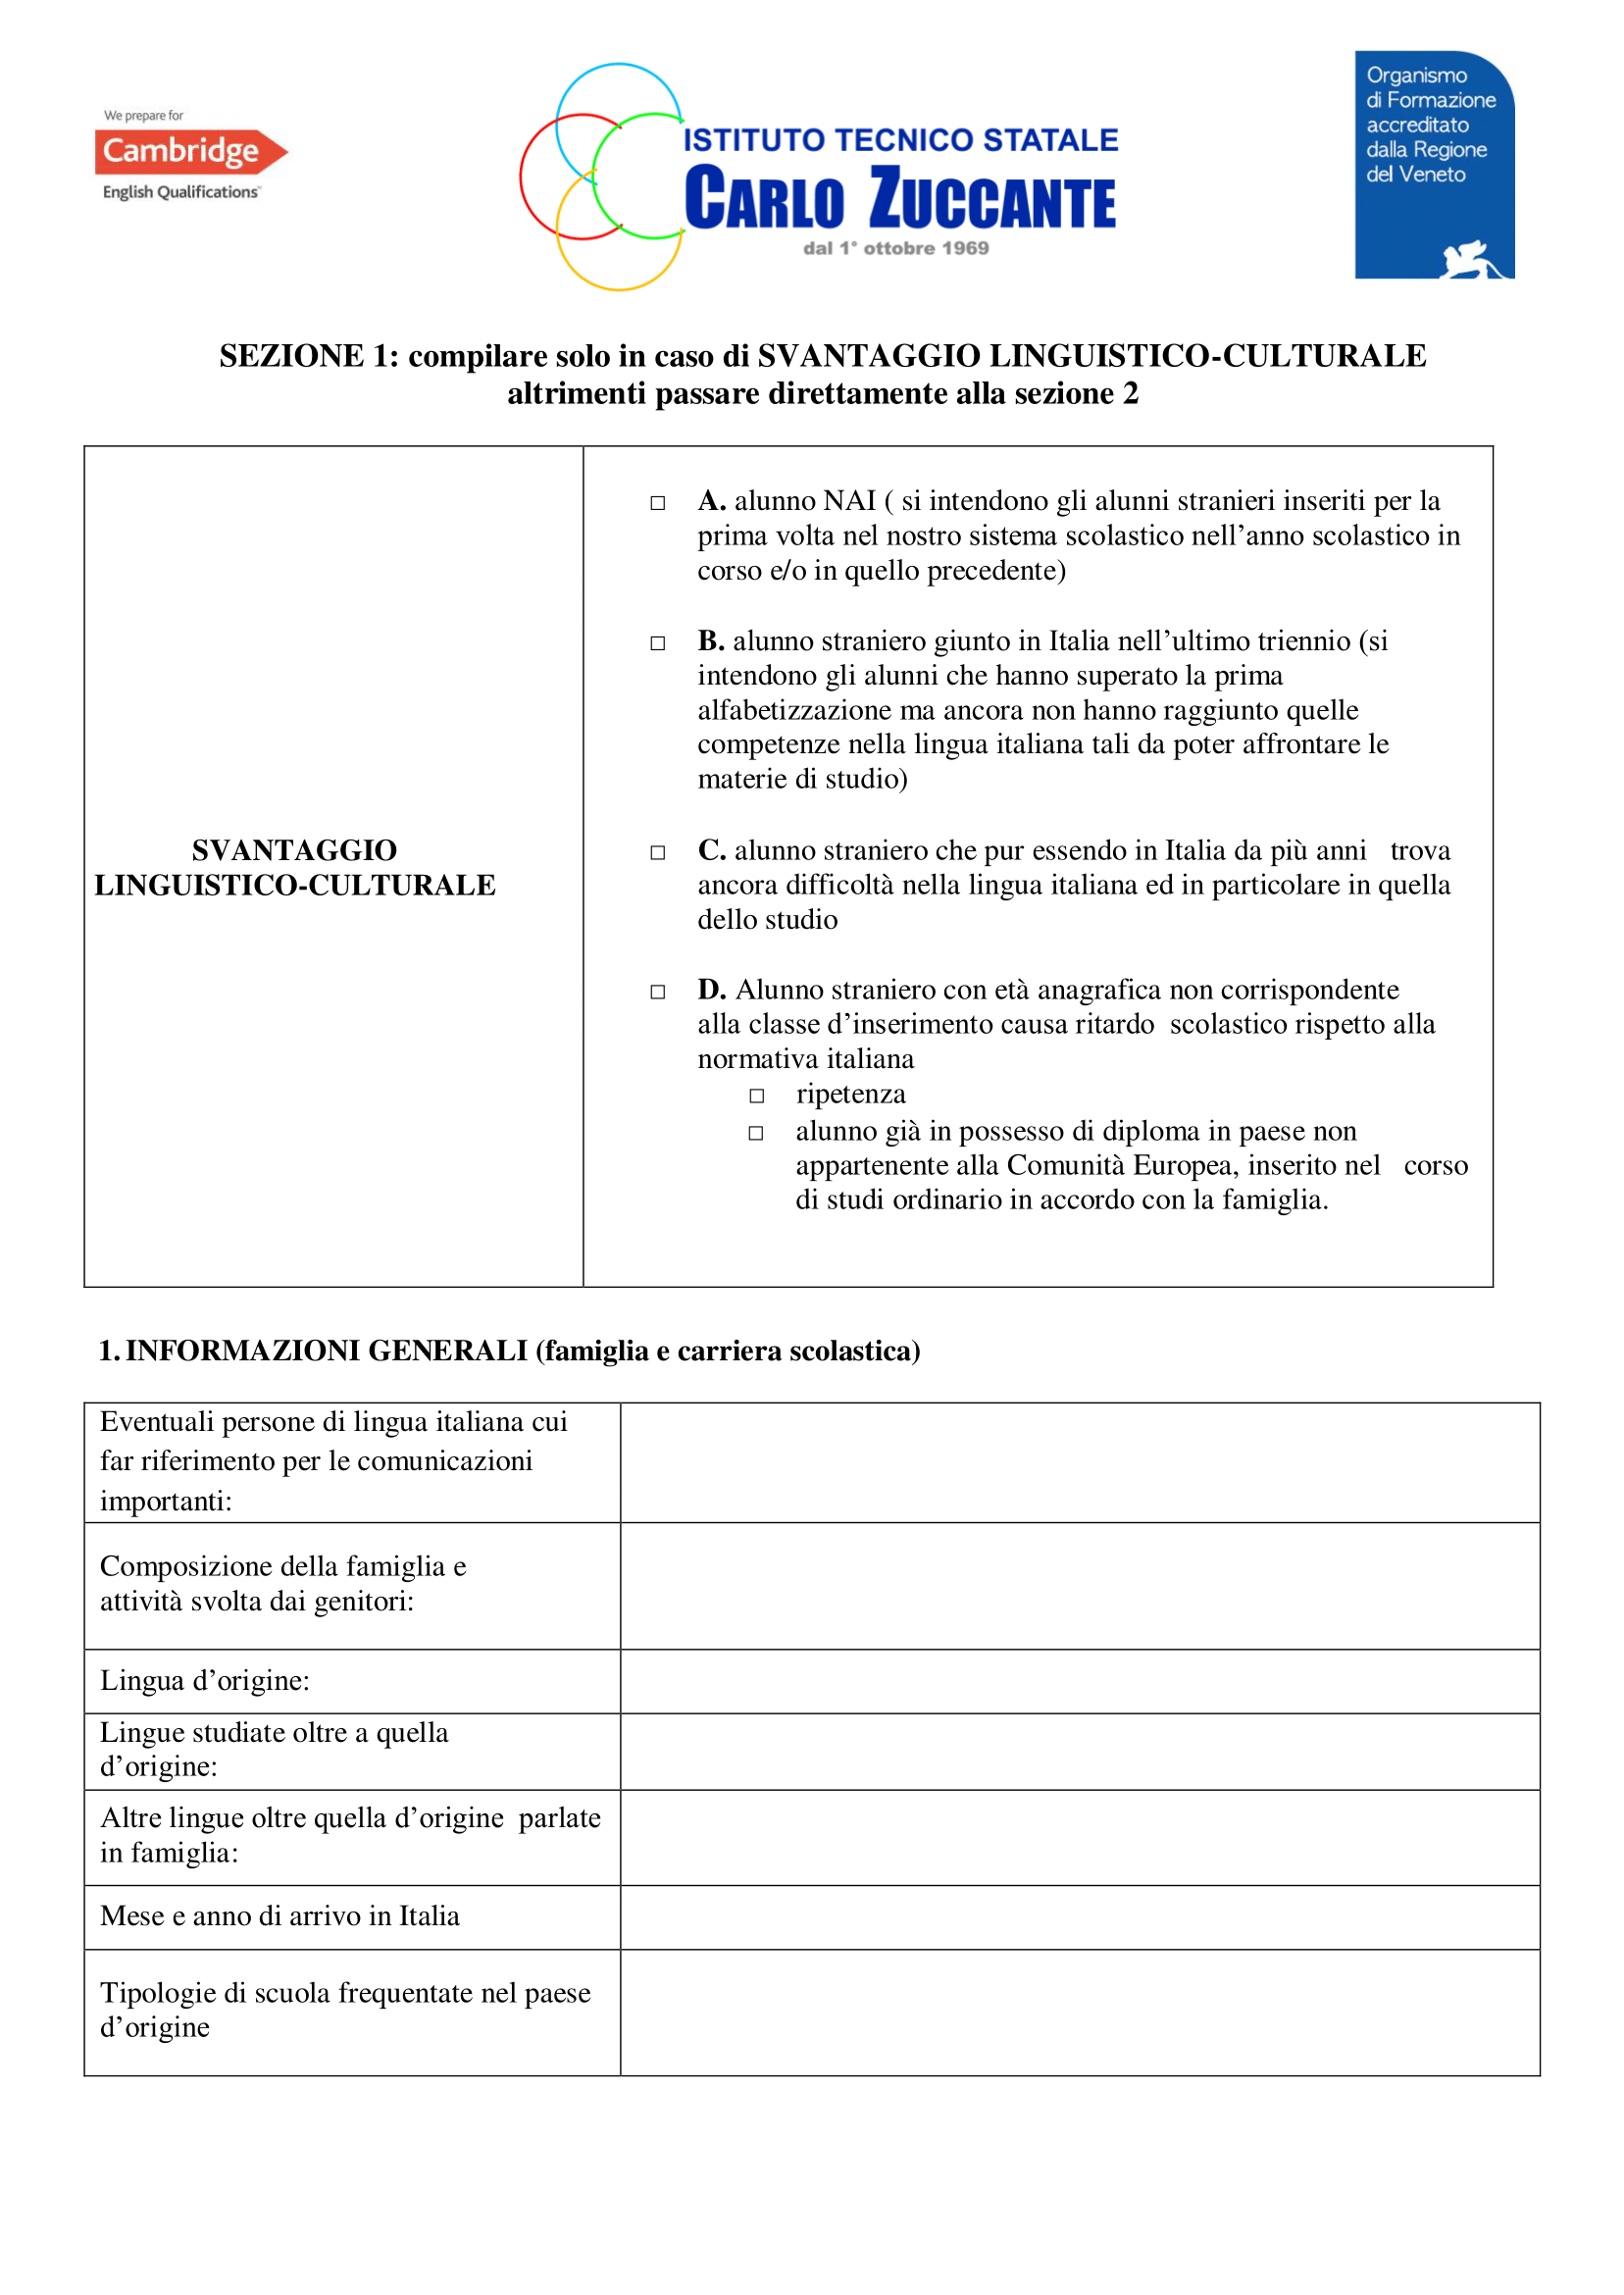 We prepare for
Cambridge
English Qualifications™
ISTITUTO TECNICO STATALE
CARLO ZUCCANTE
dal 1° ottobre 1969
Organismo
di Formazione
accreditato
dalla Regione
del Veneto
SEZIONE 1: compilare solo in caso di SVANTAGGIO LINGUISTICO-CULTURALE
altrimenti passare direttamente alla sezione 2
SVANTAGGIO
LINGUISTICO-CULTURALE
□ A. alunno NAI ( si intendono gli alunni stranieri inseriti per la
prima volta nel nostro sistema scolastico nell’anno scolastico in
corso e/o in quello precedente)
□ B. alunno straniero giunto in Italia nell’ultimo triennio (si
intendono gli alunni che hanno superato la prima
alfabetizzazione ma ancora non hanno raggiunto quelle
competenze nella lingua italiana tali da poter affrontare le
materie di studio)
□ C. alunno straniero che pur essendo in Italia da più anni trova
ancora difficoltà nella lingua italiana ed in particolare in quella
dello studio
□ D. Alunno straniero con età anagrafica non corrispondente
alla classe d’inserimento causa ritardo scolastico rispetto alla
normativa italiana
□ ripetenza
□ alunno già in possesso di diploma in paese non
appartenente alla Comunità Europea, inserito nel corso
di studi ordinario in accordo con la famiglia.
1. INFORMAZIONI GENERALI (famiglia e carriera scolastica)
Eventuali persone di lingua italiana cui
far riferimento per le comunicazioni
importanti:
Composizione della famiglia e
attività svolta dai genitori:
Lingua d’origine:
Lingue studiate oltre a quella
d’origine:
Altre lingue oltre quella d’origine parlate
in famiglia:
Mese e anno di arrivo in Italia
Tipologie di scuola frequentate nel paese
d’origine